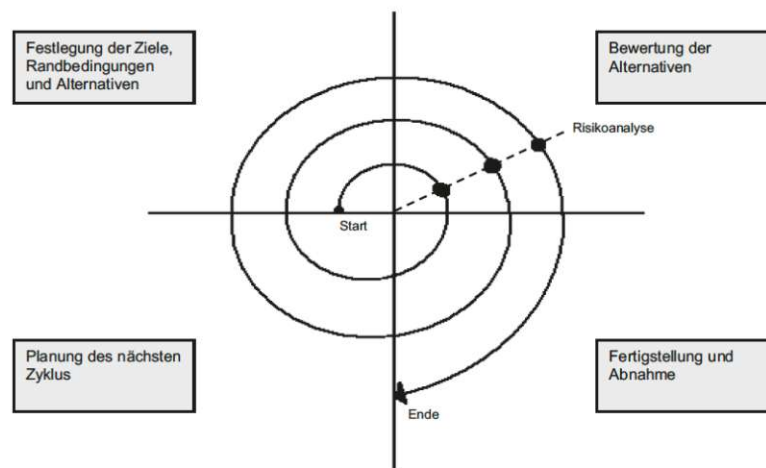 Festlegung der Ziele,
Randbedingungen
und Alternativen
Bewertung der
Alternativen
Risikoanalyse
Start
Planung des nächsten
Zyklus
Fertigstellung und
Abnahme
Ende